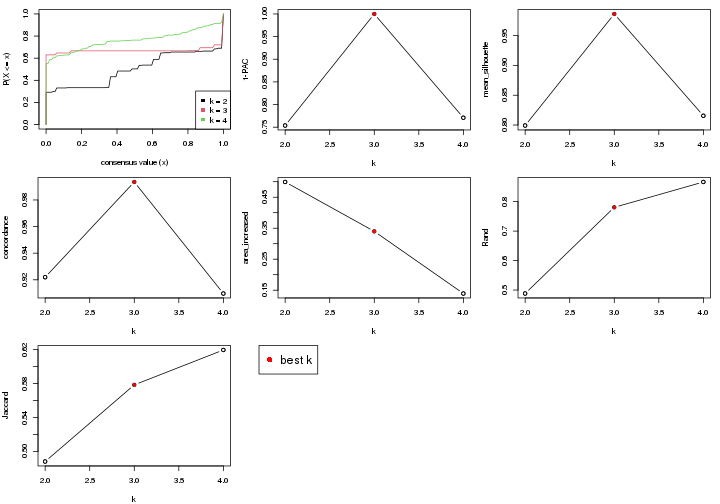 P(X <= x)
0.0 0.2 0.4 0.6 0.8 1.0
k = 2
k = 3
k = 4
0.0 0.2 0.4 0.6 0.8 1.0
consensus value (x)
1-PAC
0.75 0.80 0.85 0.90 0.95 1.00
2.0 2.5 3.0 3.5 4.0
k
mean_silhouette
0.80 0.85 0.90 0.95
2.0 2.5 3.0 3.5 4.0
k
concordance
0.92 0.94 0.96 0.98
2.0 2.5 3.0 3.5 4.0
k
area_increased
0.15 0.25 0.35 0.45
2.0 2.5 3.0 3.5 4.0
k
Rand
0.5 0.6 0.7 0.8
2.0 2.5 3.0 3.5 4.0
k
Jaccard
0.50 0.54 0.58 0.62
2.0 2.5 3.0 3.5 4.0
k
best k